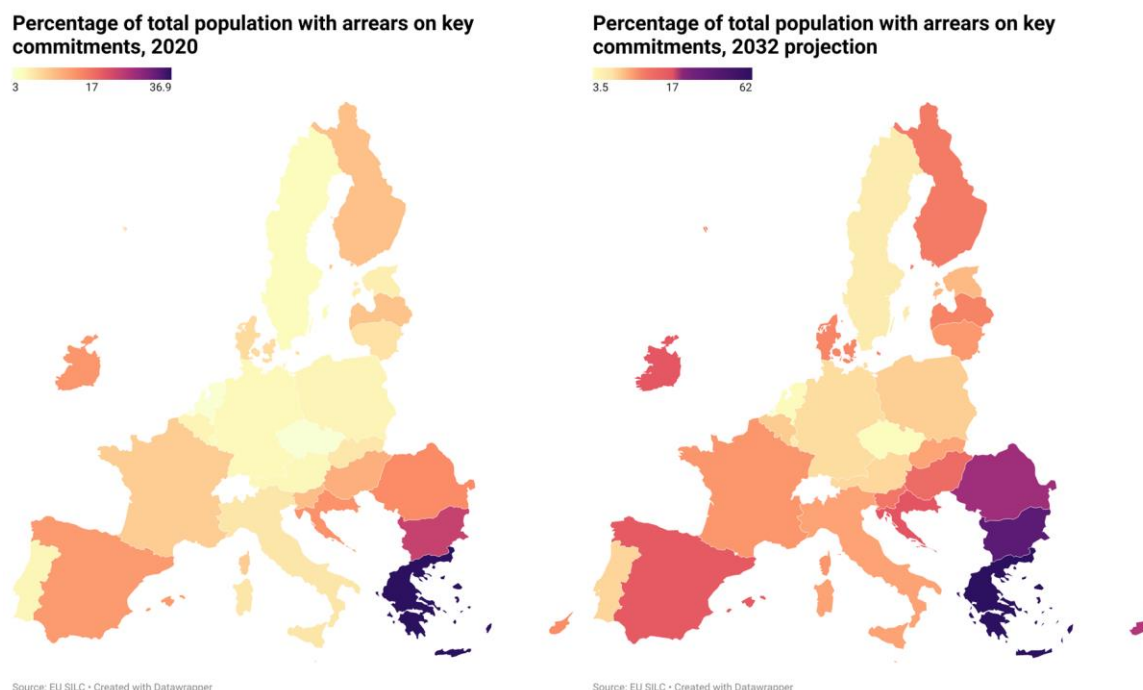 Percentage of total population with arrears on key
commitments, 2020
3 17 36.9
Source: EU SILC • Created with Datawrapper
Percentage of total population with arrears on key
commitments, 2032 projection
3.5 17 62
Source: EU SILC • Created with Datawrapper